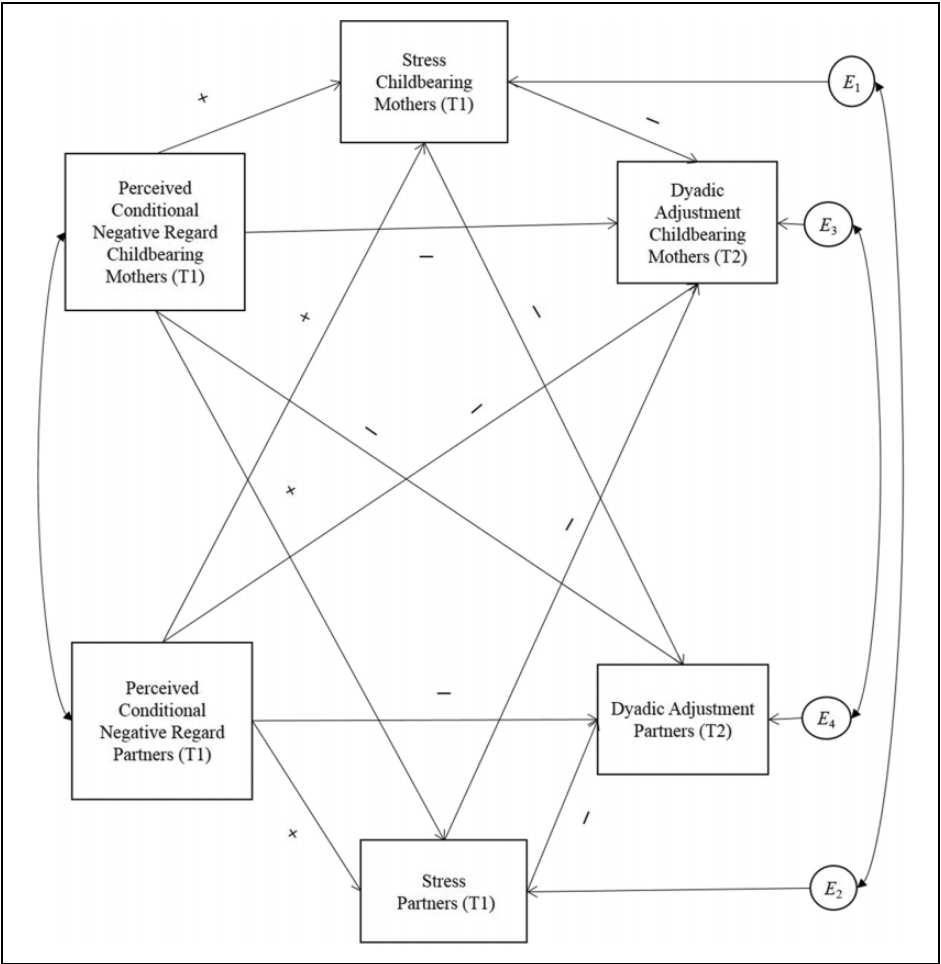 Stress
Childbearing
Mothers (T1)
E1
+
−
Perceived
Conditional
Negative Regard
Childbearing
Mothers (T1)
Dyadic
Adjustment
Childbearing
Mothers (T2)
E3
−
+
−
−
−
+
−
Perceived
Conditional
Negative Regard
Partners (T1)
−
Dyadic Adjustment
Partners (T2)
E4
+
−
Stress
Partners (T1)
E2